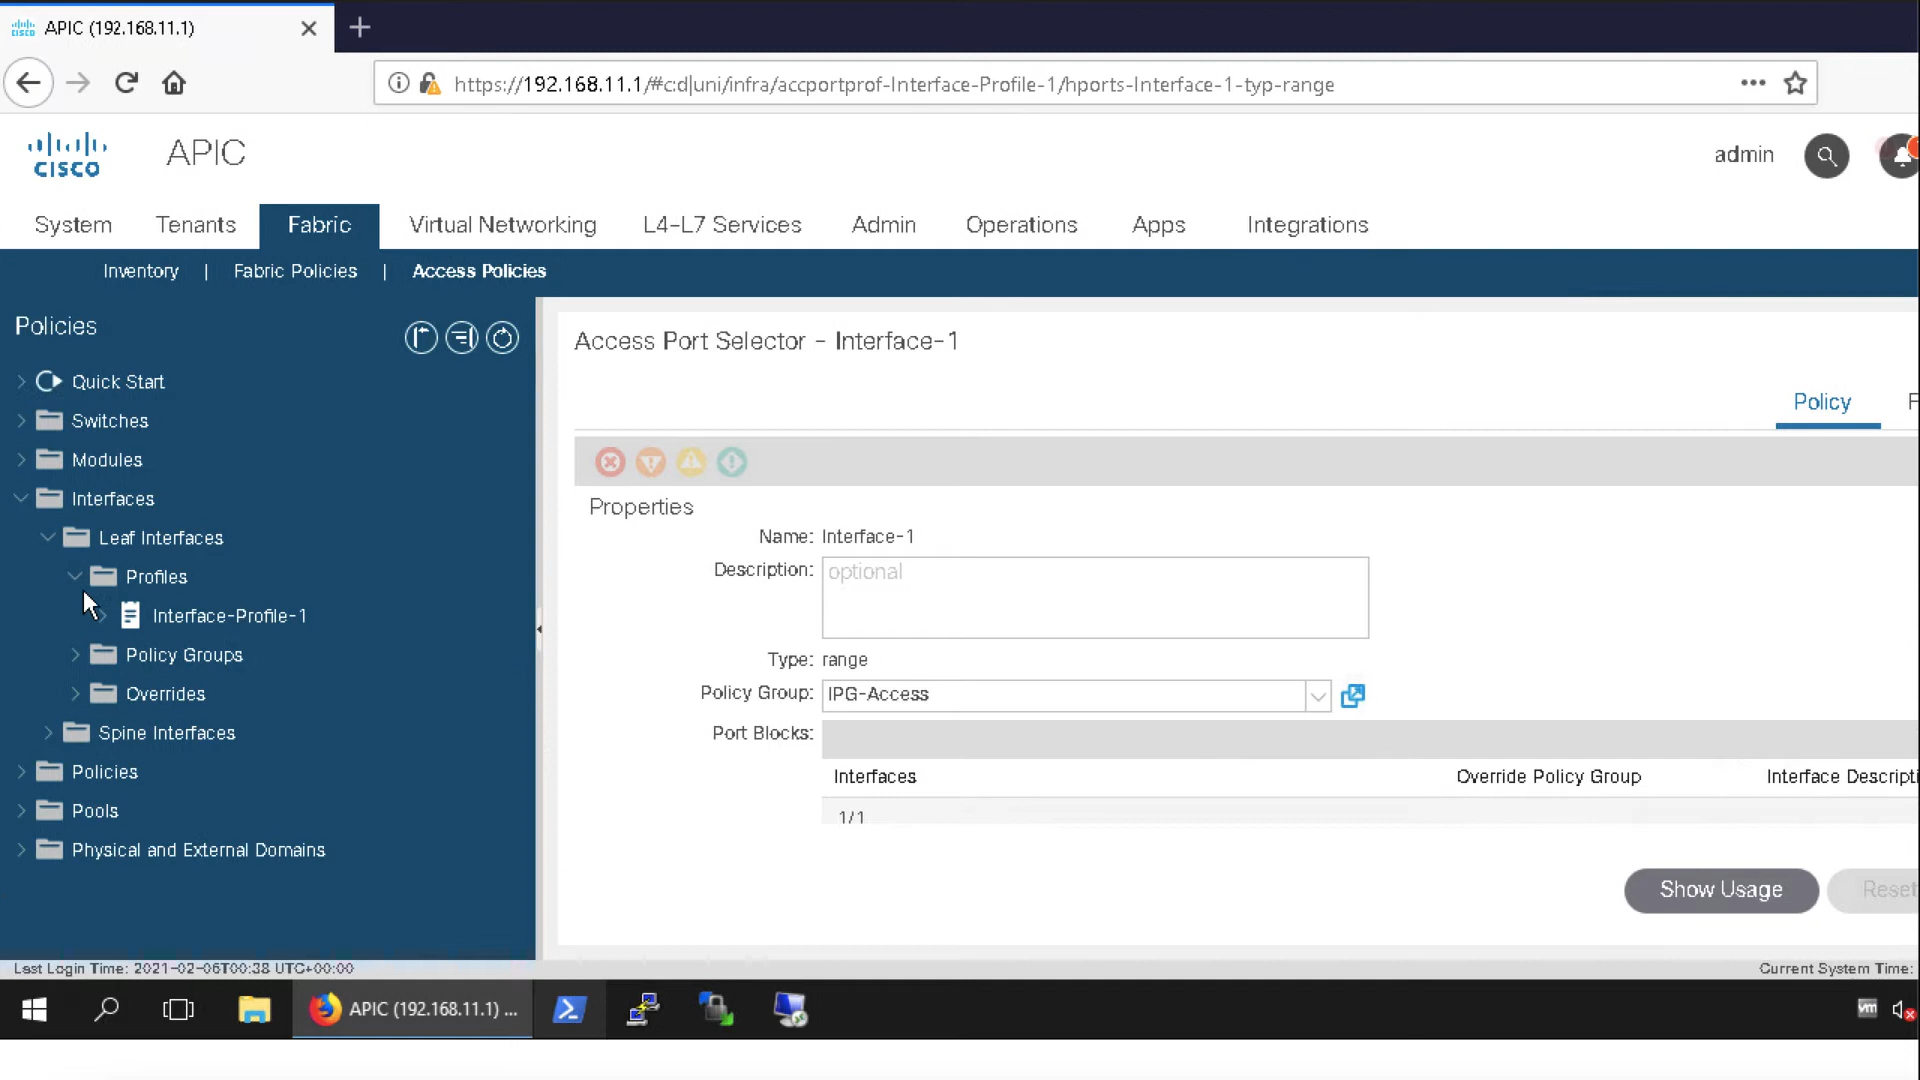 APIC (192.168.11.1)
https://192.168.11.1/#c:d|uni/infra/accportprof-Interface-Profile-1/hports-Interface-1-typ-range
CISCO
APIC
admin
System
Tenants
Fabric
Virtual Networking
L4-L7 Services
Admin
Operations
Apps
Integrations
Inventory | Fabric Policies | Access Policies
Policies
Quick Start
Switches
Modules
Interfaces
Leaf Interfaces
Profiles
Interface-Profile-1
Policy Groups
Overrides
Spine Interfaces
Policies
Pools
Physical and External Domains
Access Port Selector - Interface-1
Policy
F
Properties
Name: Interface-1
Description: optional
Type: range
Policy Group: IPG-Access
Port Blocks:
Interfaces
Override Policy Group
Interface Descripti
1/1
Show Usage
Reset
Last Login Time: 2021-02-06T00:38 UTC+00:00
Current System Time:
APIC (192.168.11.1) ...
vm